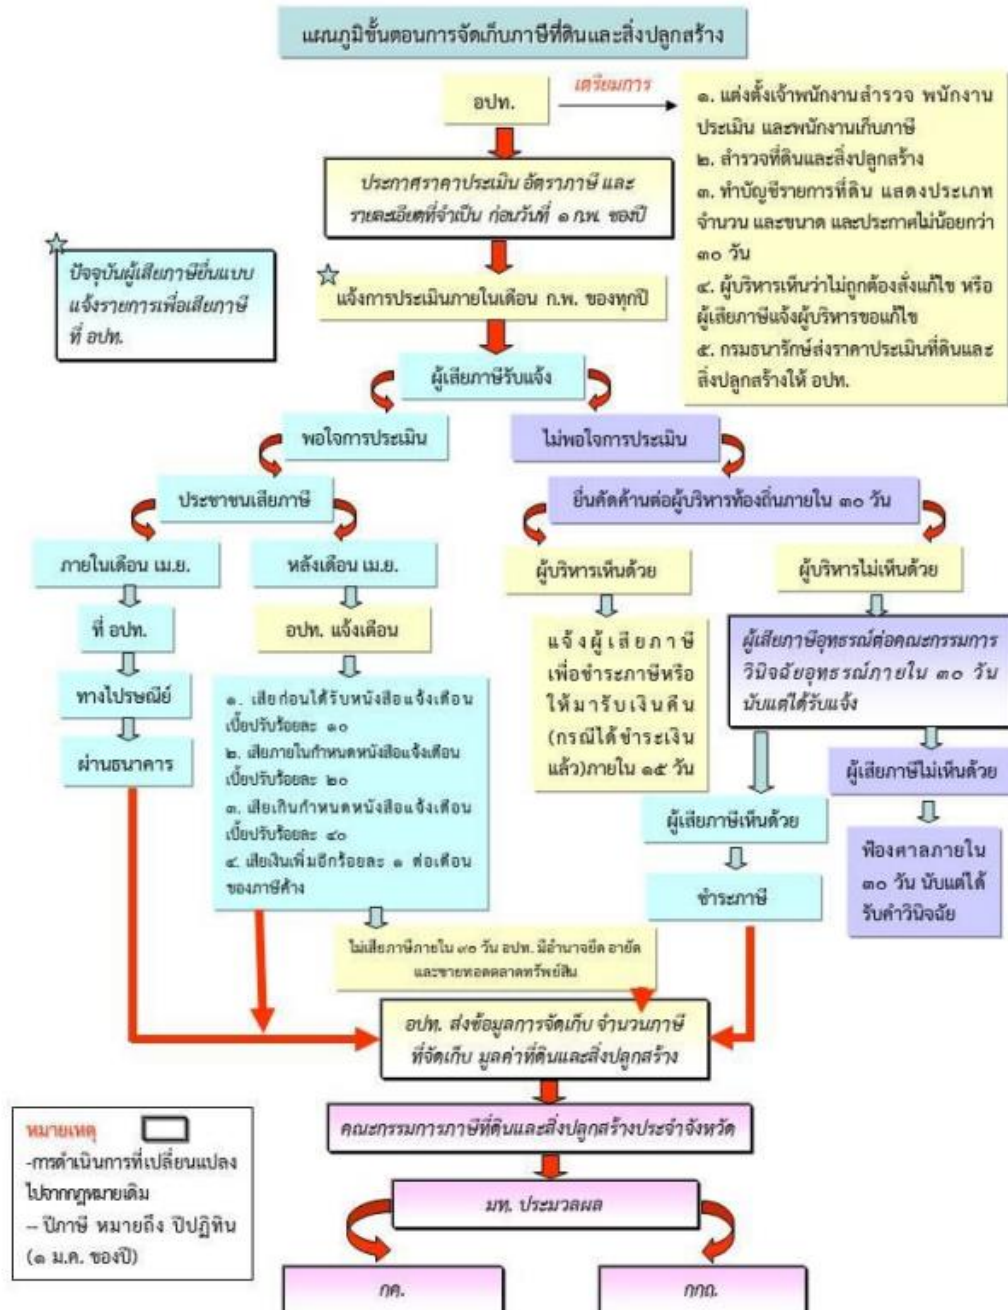 แผนภูมิขั้นตอนการจัดเก็บภาษีที่ดินและสิ่งปลูกสร้าง
อปท.
เตรียมการ
๑. แต่งตั้งเจ้าพนักงานสำรวจ พนักงาน
ประเมิน และพนักงานเก็บภาษี
๒. สำรวจที่ดินและสิ่งปลูกสร้าง
๓. ทำบัญชีรายการที่ดิน แสดงประเภท
จำนวน และขนาด และประกาศไม่น้อยกว่า
๓๐ วัน
๔. ผู้บริหารเห็นว่าไม่ถูกต้องสั่งแก้ไข หรือ
ผู้เสียภาษีแจ้งผู้บริหารขอแก้ไข
๕. กรมธนารักษ์ส่งราคาประเมินที่ดินและ
สิ่งปลูกสร้างให้ อปท.
ประกาศราคาประเมิน อัตราภาษี และ
รายละเอียดที่จำเป็น ก่อนวันที่ ๑ ก.พ. ของปี
ปัจจุบันผู้เสียภาษียื่นแบบ
แจ้งรายการเพื่อเสียภาษี
ที่ อปท.
แจ้งการประเมินภายในเดือน ก.พ. ของทุกปี
ผู้เสียภาษีรับแจ้ง
พอใจการประเมิน
ไม่พอใจการประเมิน
ประชาชนเสียภาษี
ยื่นคัดค้านต่อผู้บริหารท้องถิ่นภายใน ๓๐ วัน
ภายในเดือน เม.ย.
หลังเดือน เม.ย.
ผู้บริหารเห็นด้วย
ผู้บริหารไม่เห็นด้วย
ที่ อปท.
อปท. แจ้งเตือน
ทางไปรษณีย์
ผ่านธนาคาร
๑. เสียก่อนได้รับหนังสือแจ้งเตือน
เบี้ยปรับร้อยละ ๑๐
๒. เสียภายในกำหนดหนังสือแจ้งเตือน
เบี้ยปรับร้อยละ ๒๐
๓. เสียเกินกำหนดหนังสือแจ้งเตือน
เบี้ยปรับร้อยละ ๔๐
๔. เสียเงินเพิ่มอีกร้อยละ ๑ ต่อเดือน
ของภาษีค้าง
แจ้งผู้เสียภาษี
เพื่อชำระภาษีหรือ
ให้มารับเงินคืน
(กรณีได้ชำระเงิน
แล้ว)ภายใน ๑๕ วัน
ผู้เสียภาษีอุทธรณ์ต่อคณะกรรมการ
วินิจฉัยอุทธรณ์ภายใน ๓๐ วัน
นับแต่ได้รับแจ้ง
ผู้เสียภาษีไม่เห็นด้วย
ผู้เสียภาษีเห็นด้วย
ฟ้องศาลภายใน
๓๐ วัน นับแต่ได้
รับคำวินิจฉัย
ชำระภาษี
ไม่เสียภาษีภายใน ๙๐ วัน อปท. มีอำนาจยึด อายัด
และขายทอดตลาดทรัพย์สิน
อปท. ส่งข้อมูลการจัดเก็บ จำนวนภาษี
ที่จัดเก็บ มูลค่าที่ดินและสิ่งปลูกสร้าง
คณะกรรมการภาษีที่ดินและสิ่งปลูกสร้างประจำจังหวัด
มท. ประมวลผล
กค.
กกถ.
หมายเหตุ
-การดำเนินการที่เปลี่ยนแปลง
ไปจากกฎหมายเดิม
-- ปีภาษี หมายถึง ปีปฏิทิน
(๑ ม.ค. ของปี)